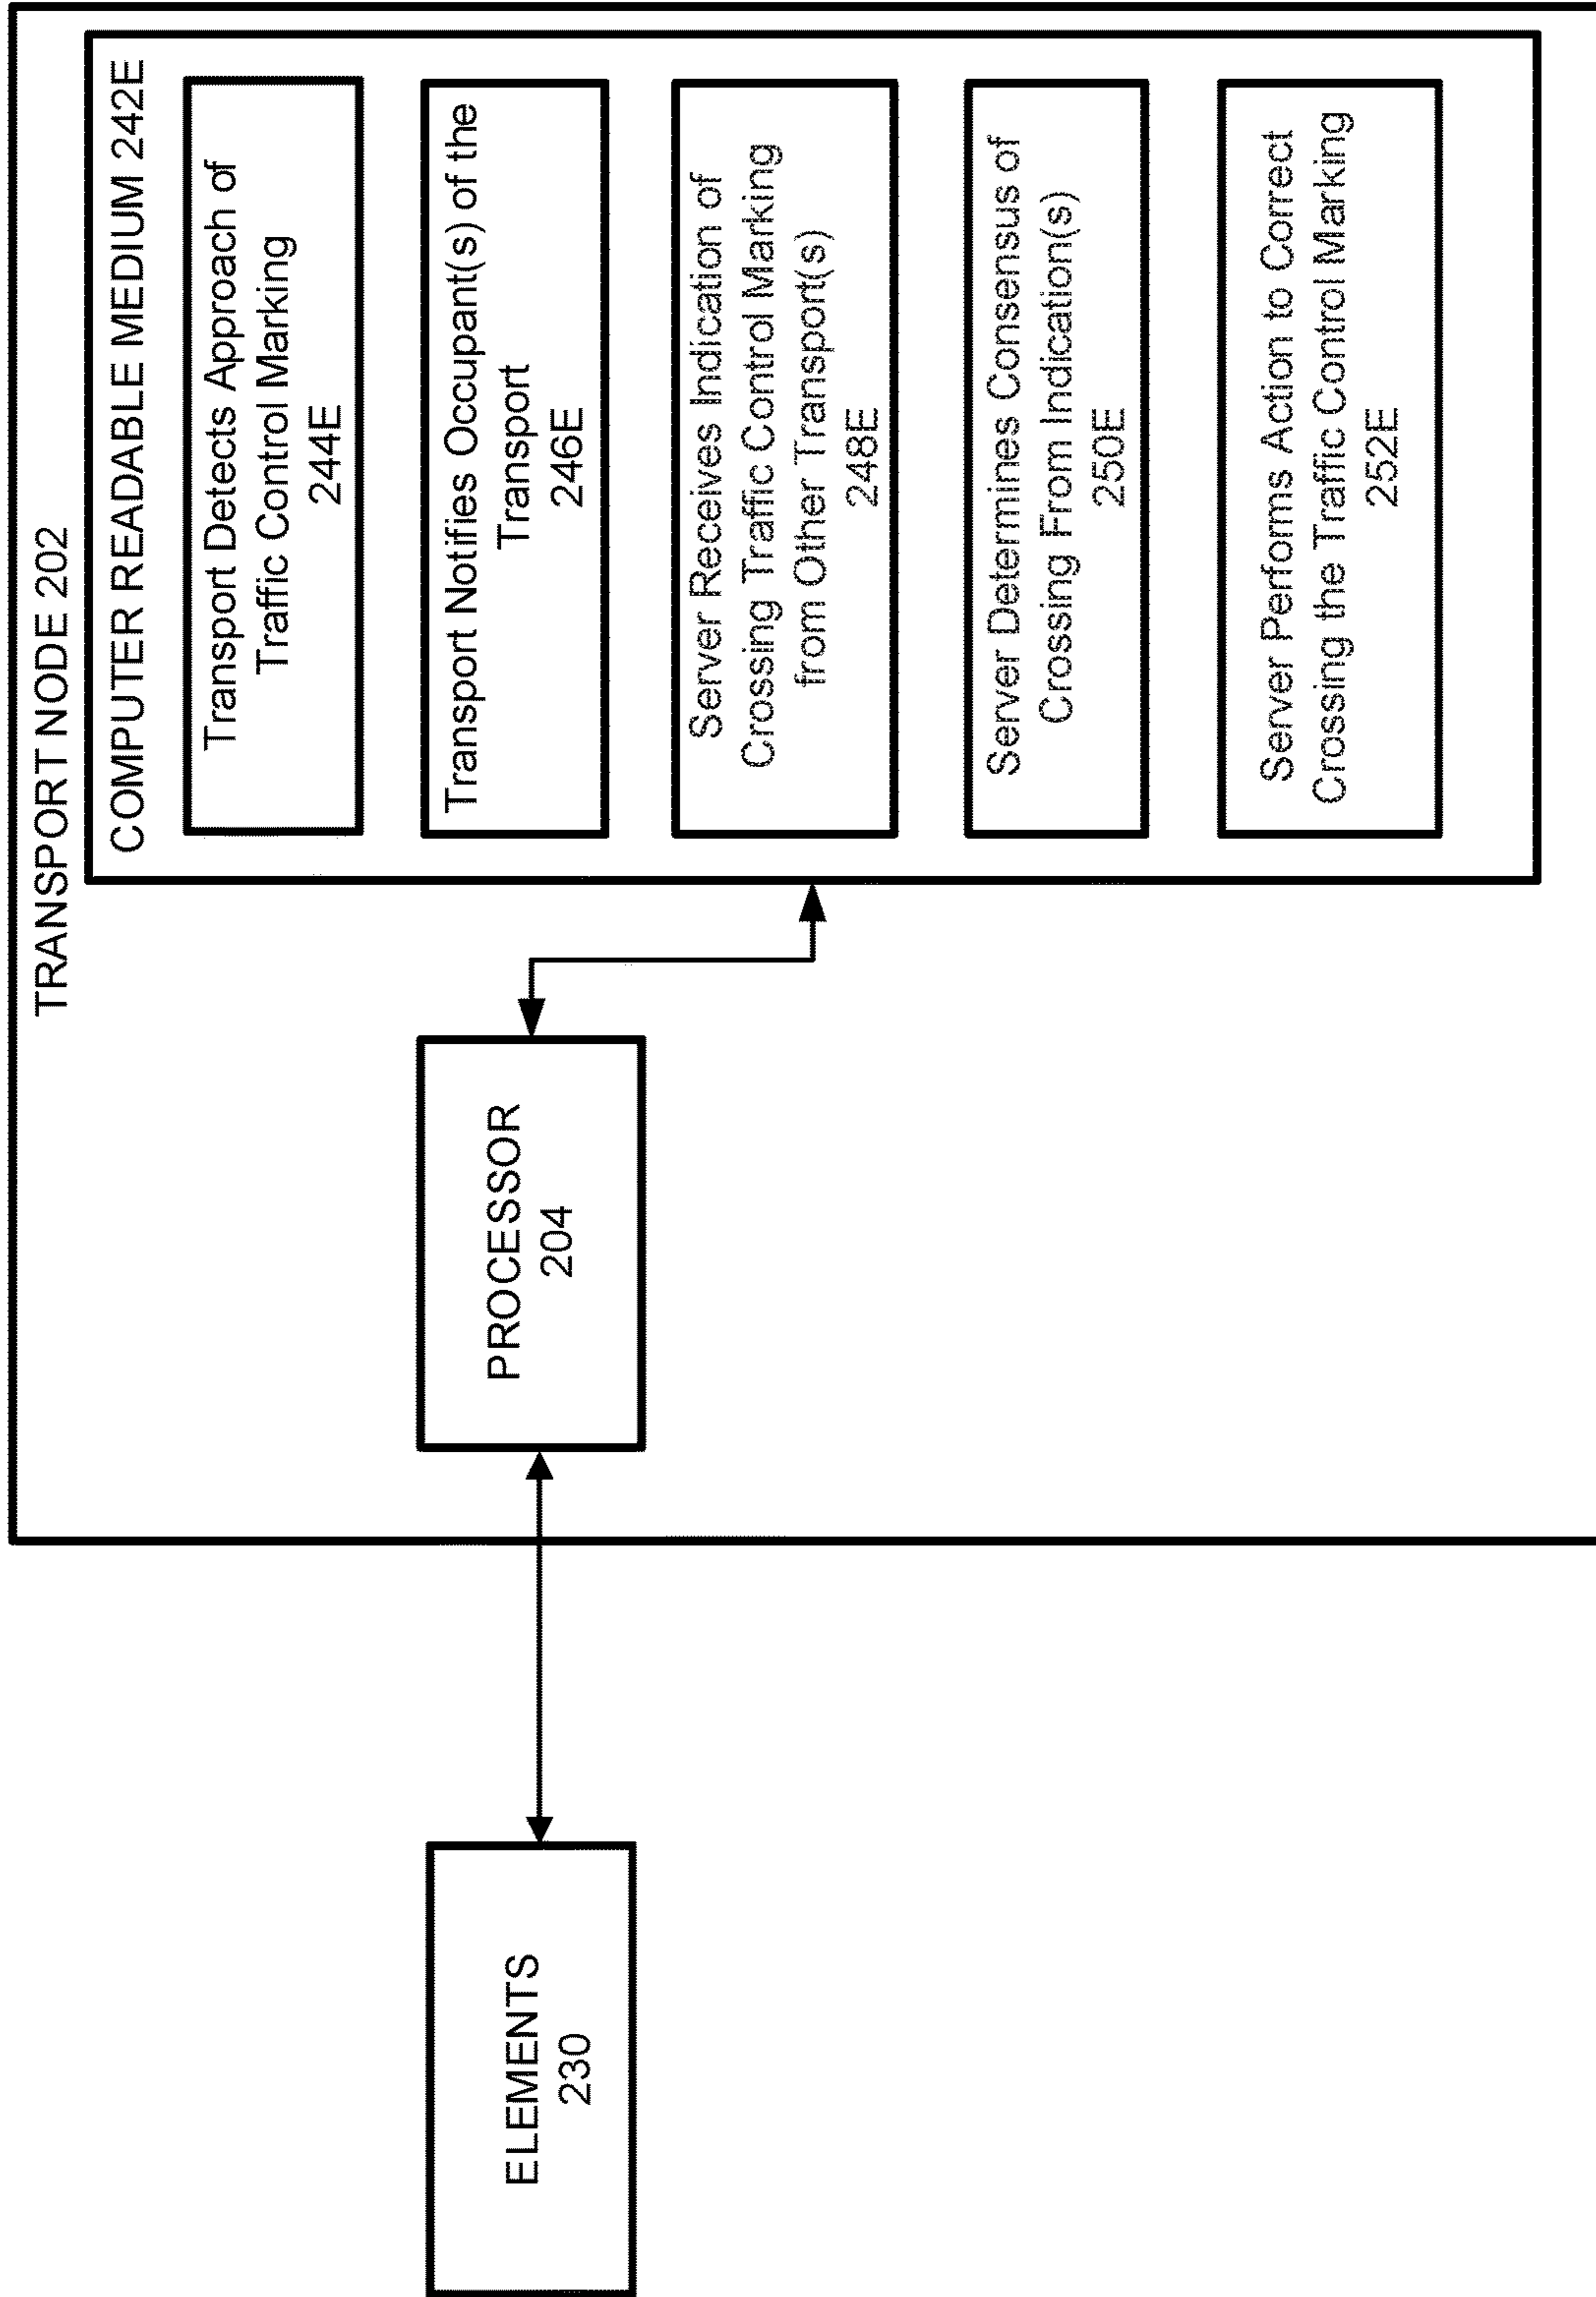 TRANSPORT NODE 202
COMPUTER READABLE MEDIUM 242E
Transport Detects Approach of
Traffic Control Marking
244E
Transport Notifies Occupant(s) of the
Transport
246E
Server Receives Indication of
Crossing Traffic Control Marking
from Other Transport(s)
248E
Server Determines Consensus of
Crossing From Indication(s)
250E
Server Performs Action to Correct
Crossing the Traffic Control Marking
252E
PROCESSOR
204
ELEMENTS
230